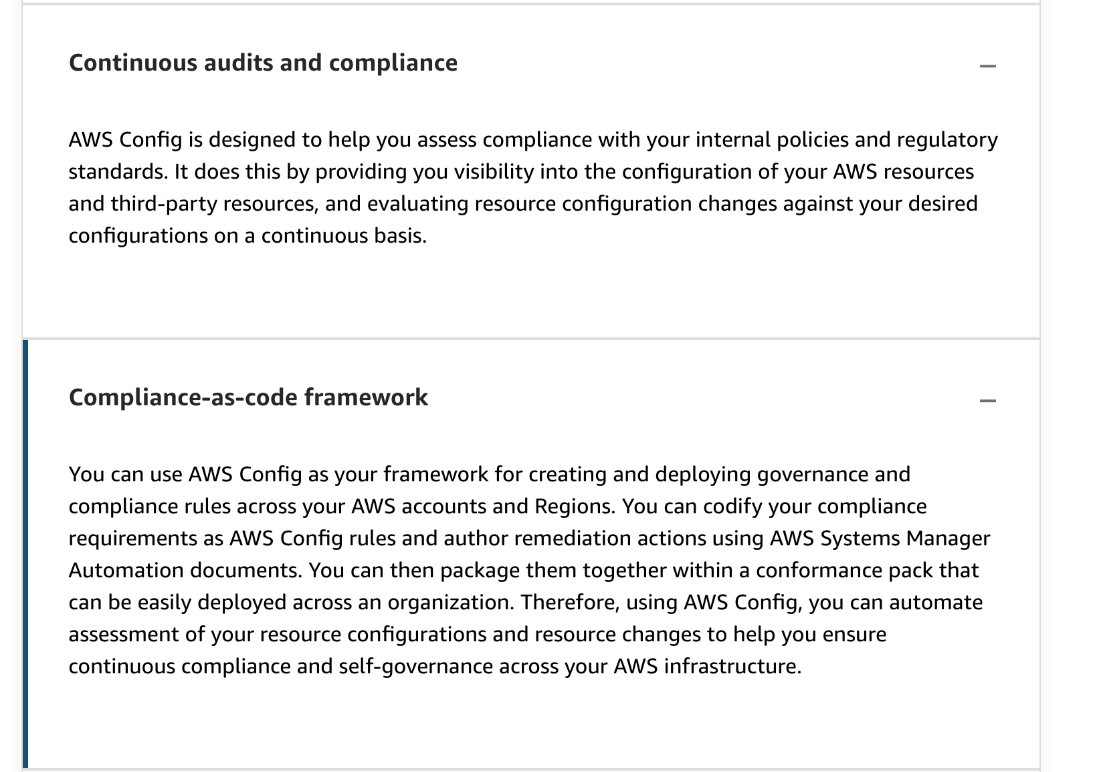 Continuous audits and compliance
AWS Config is designed to help you assess compliance with your internal policies and regulatory
standards. It does this by providing you visibility into the configuration of your AWS resources
and third-party resources, and evaluating resource configuration changes against your desired
configurations on a continuous basis.
Compliance-as-code framework
You can use AWS Config as your framework for creating and deploying governance and
compliance rules across your AWS accounts and Regions. You can codify your compliance
requirements as AWS Config rules and author remediation actions using AWS Systems Manager
Automation documents. You can then package them together within a conformance pack that
can be easily deployed across an organization. Therefore, using AWS Config, you can automate
assessment of your resource configurations and resource changes to help you ensure
continuous compliance and self-governance across your AWS infrastructure.